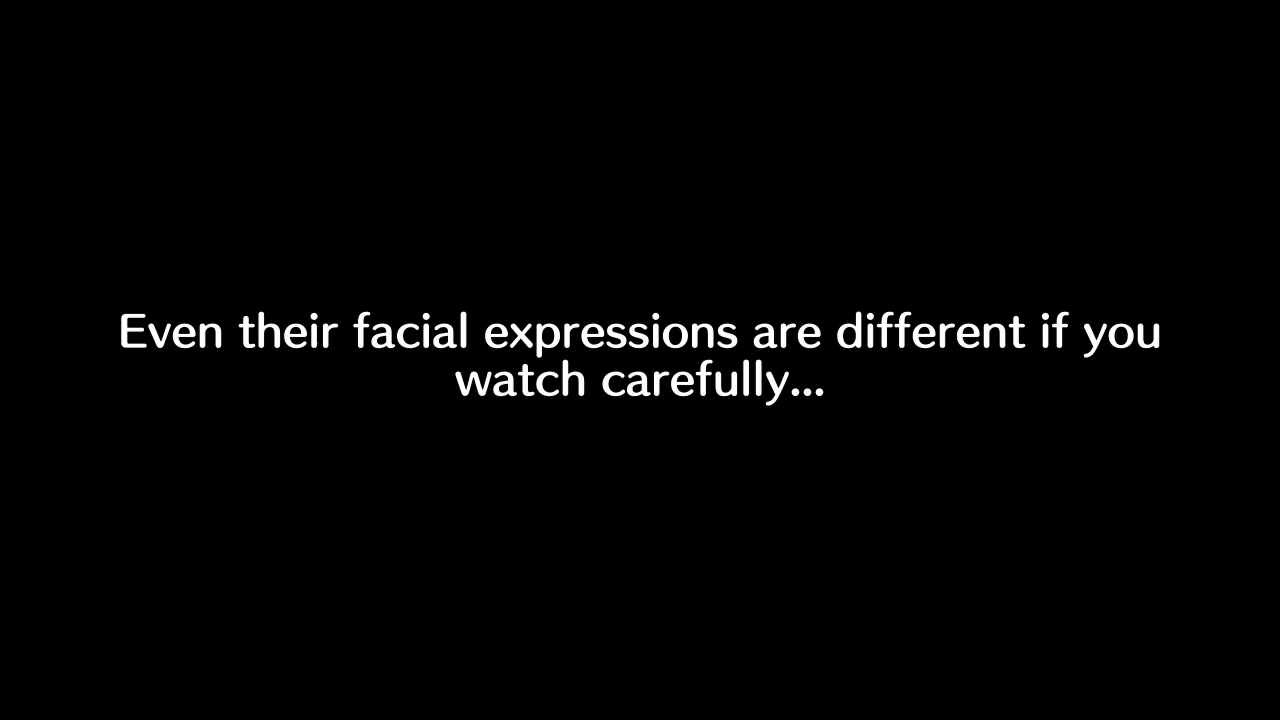 Even their facial expressions are different if you
watch carefully...